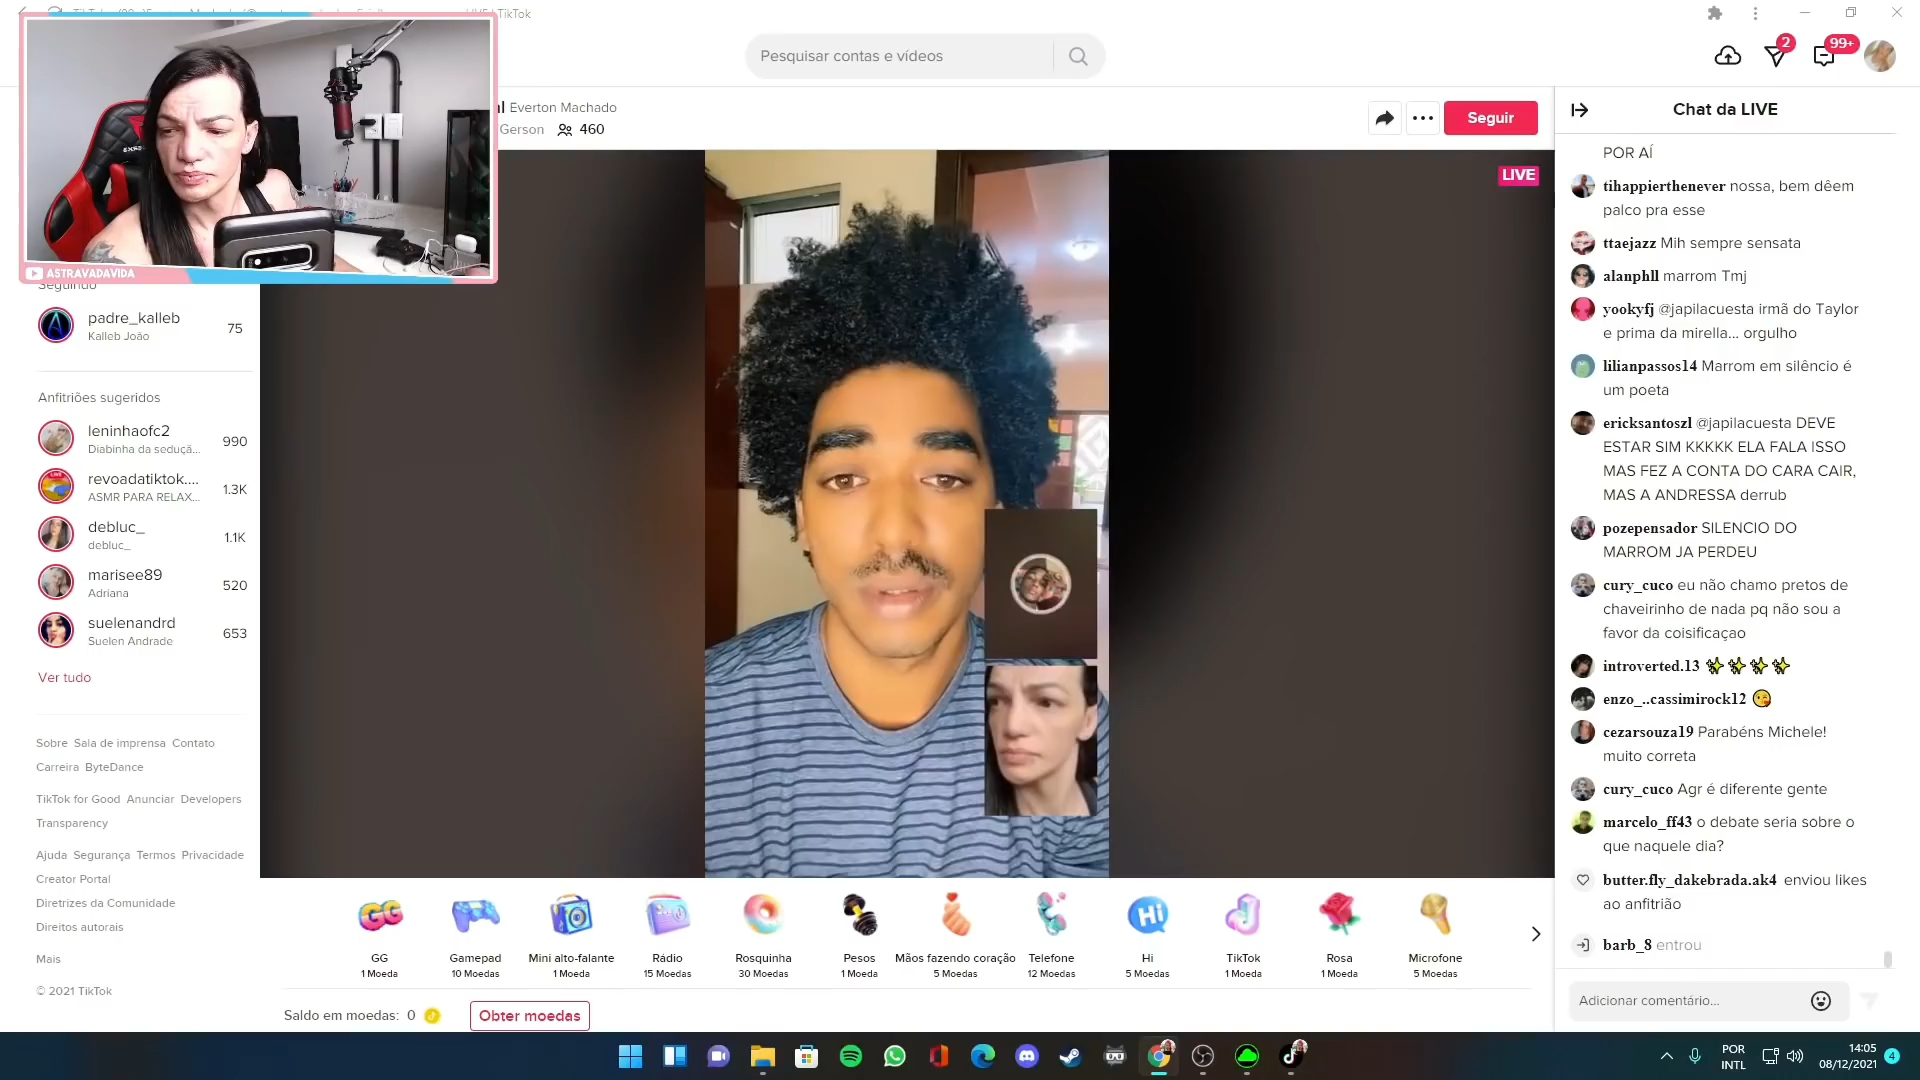 LIVE | TikTok
Pesquisar contas e vídeos
2
99+
ASTRAVADAVIDA
Everton Machado
Gerson 460
Seguir
LIVE
Seguindo
padre_kalleb 75
Kalleb João
Anfitriões sugeridos
leninhaofc2 990
Diabinha da seduçã...
revoadatiktok.... 1.3K
ASMR PARA RELAX...
debluc_ 1.1K
debluc_
marisee89 520
Adriana
suelenandrd 653
Suelen Andrade
Ver tudo
Sobre Sala de imprensa Contato
Carreira ByteDance
TikTok for Good Anunciar Developers
Transparency
Ajuda Segurança Termos Privacidade
Creator Portal
Diretrizes da Comunidade
Direitos autorais
Mais
© 2021 TikTok
GG Gamepad Mini alto-falante Rádio Rosquinha Pesos Mãos fazendo coração Telefone Hi TikTok Rosa Microfone
1 Moeda 10 Moedas 1 Moeda 15 Moedas 30 Moedas 1 Moeda 5 Moedas 12 Moedas 5 Moedas 1 Moeda 1 Moeda 5 Moedas
Saldo em moedas: 0
Obter moedas
Chat da LIVE
POR AÍ
tihappierthenever nossa, bem dêem
palco pra esse
ttaejazz Mih sempre sensata
alanphll marrom Tmj
yookyfj @japilacuesta irmã do Taylor
e prima da mirella... orgulho
lilianpassos14 Marrom em silêncio é
um poeta
ericksantoszl @japilacuesta DEVE
ESTAR SIM KKKKK ELA FALA ISSO
MAS FEZ A CONTA DO CARA CAIR,
MAS A ANDRESSA derrub
pozepensador SILENCIO DO
MARROM JA PERDEU
cury_cuco eu não chamo pretos de
chaveirinho de nada pq não sou a
favor da coisificaçao
introverted.13 ✨ ✨ ✨ ✨
enzo_..cassimirock12 😘
cezarsouza19 Parabéns Michele!
muito correta
cury_cuco Agr é diferente gente
marcelo_ff43 o debate seria sobre o
que naquele dia?
butter.fly_dakebrada.ak4 enviou likes
ao anfitrião
barb_8 entrou
Adicionar comentário...
POR
INTL
14:05
08/12/2021
4